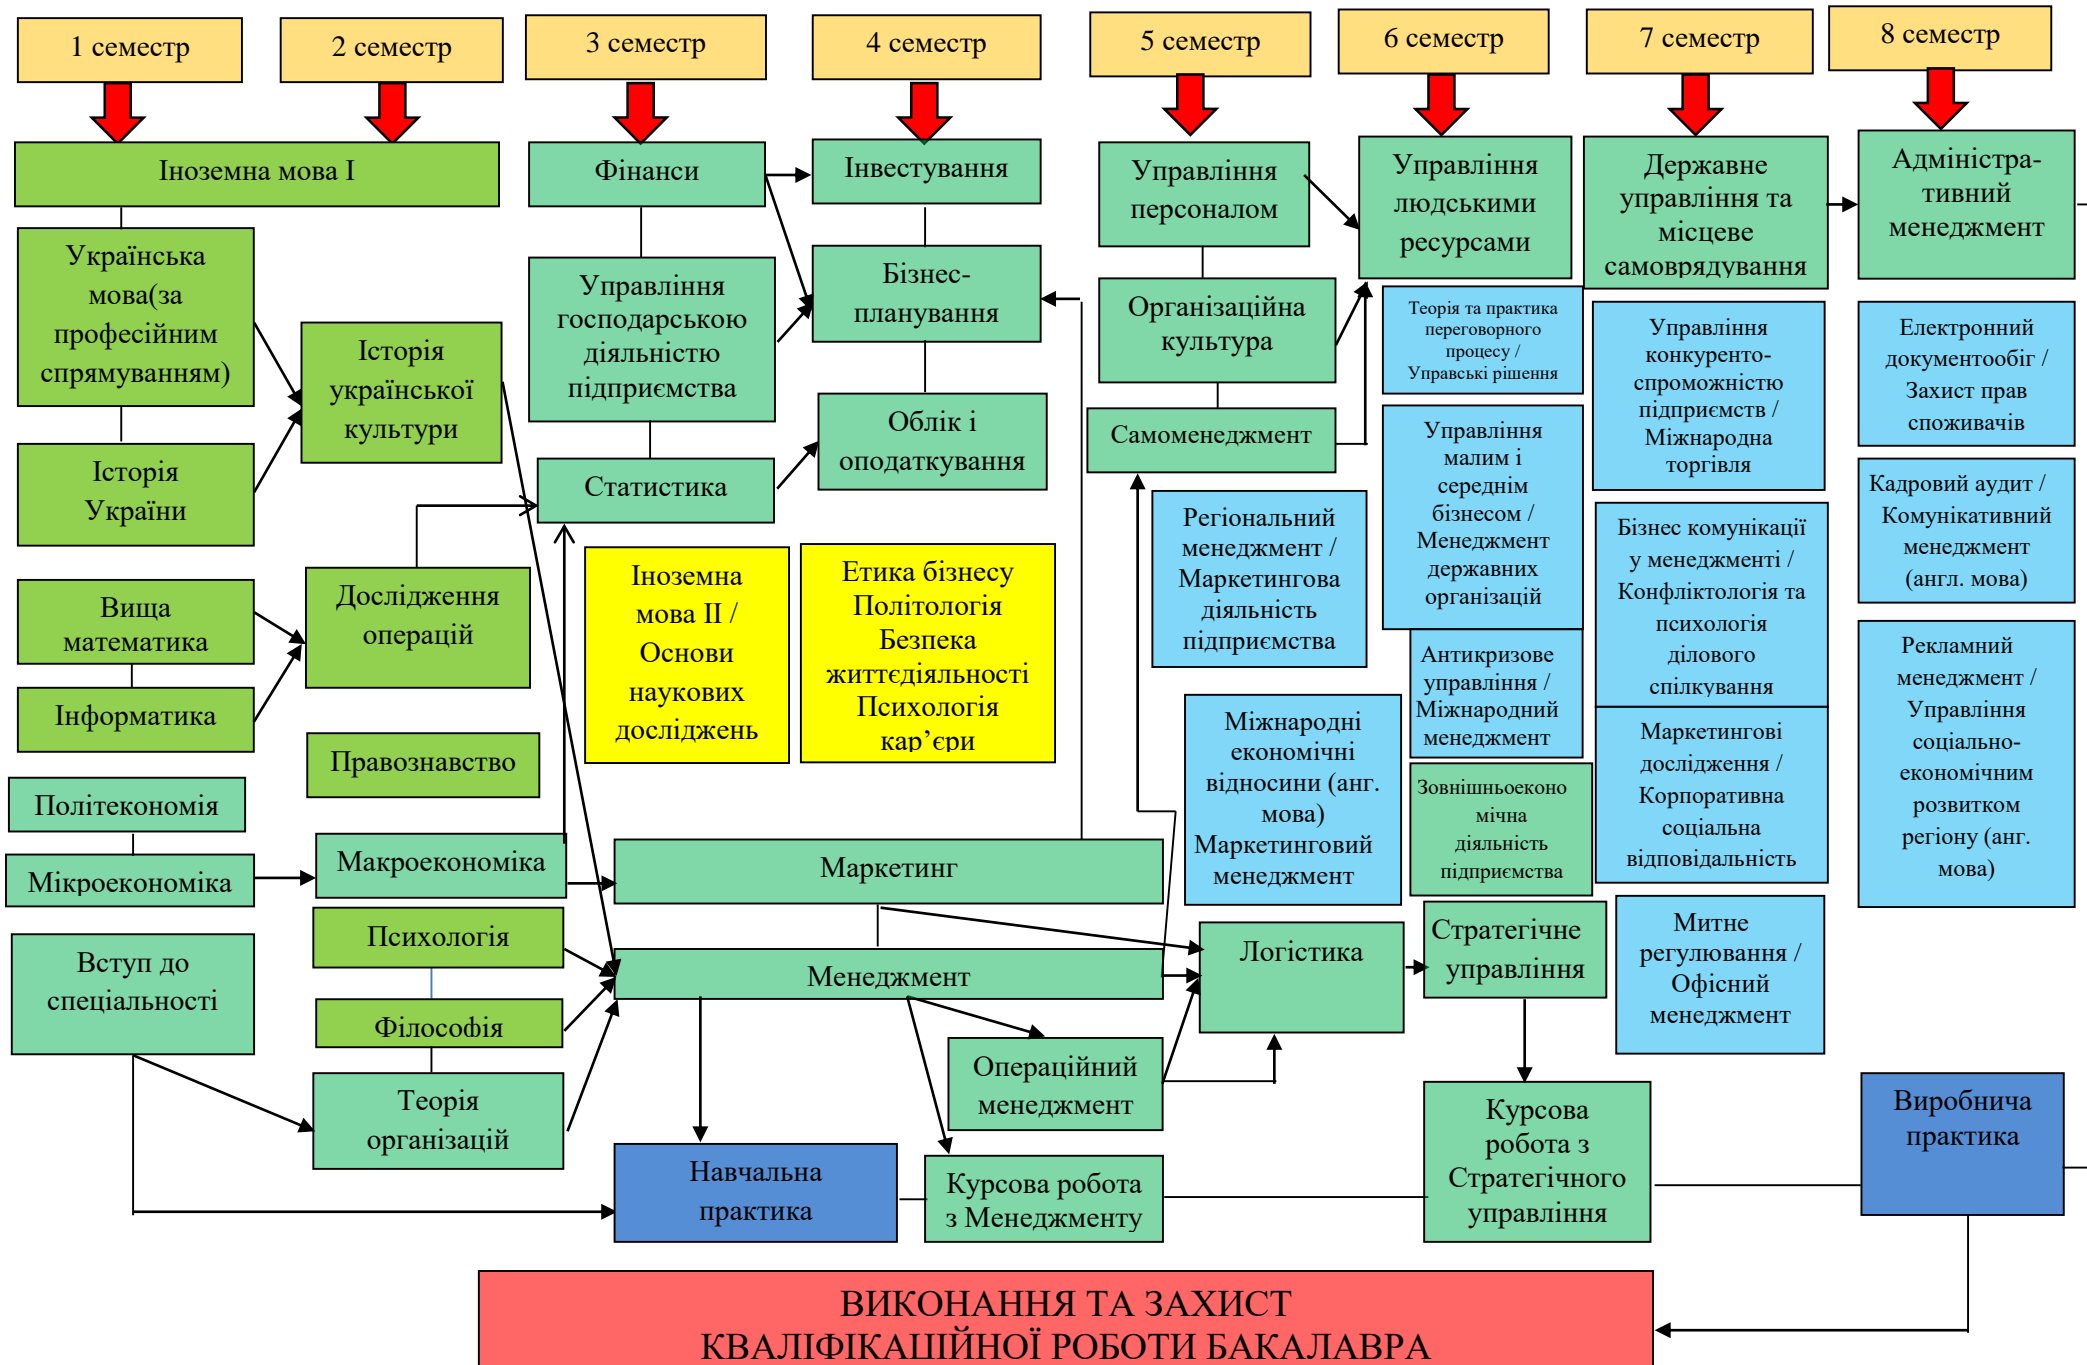 1 семестр
2 семестр
3 семестр
4 семестр
5 семестр
6 семестр
7 семестр
8 семестр
Іноземна мова І
Українська
мова(за
професійним
спрямуванням)
Історія
України
Вища
математика
Інформатика
Політекономія
Мікроекономіка
Вступ до
спеціальності
Історія
української
культури
Дослідження
операцій
Правознавство
Макроекономіка
Психологія
Філософія
Теорія
організацій
Фінанси
Управління
господарською
діяльністю
підприємства
Статистика
Іноземна
мова ІІ /
Основи
наукових
досліджень
Інвестування
Бізнес-
планування
Облік і
оподаткування
Етика бізнесу
Політологія
Безпека
життєдіяльності
Психологія
кар’єри
Маркетинг
Менеджмент
Операційний
менеджмент
Навчальна
практика
Курсова робота
з Менеджменту
Управління
персоналом
Організаційна
культура
Самоменеджмент
Регіональний
менеджмент /
Маркетингова
діяльність
підприємства
Міжнародні
економічні
відносини (анг.
мова)
Маркетинговий
менеджмент
Логістика
Управління
людськими
ресурсами
Теорія та практика
переговорного
процесу /
Управські рішення
Управління
малим і
середнім
бізнесом /
Менеджмент
державних
організацій
Антикризове
управління /
Міжнародний
менеджмент
Зовнішньоеконо
мічна
діяльність
підприємства
Стратегічне
управління
Курсова
робота з
Стратегічного
управління
Державне
управління та
місцеве
самоврядування
Управління
конкуренто-
спроможністю
підприємств /
Міжнародна
торгівля
Бізнес комунікації
у менеджменті /
Конфліктологія та
психологія
ділового
спілкування
Маркетингові
дослідження /
Корпоративна
соціальна
відповідальність
Митне
регулювання /
Офісний
менеджмент
Адміністра-
тивний
менеджмент
Електронний
документообіг /
Захист прав
споживачів
Кадровий аудит /
Комунікативний
менеджмент
(англ. мова)
Рекламний
менеджмент /
Управління
соціально-
економічним
розвитком
регіону (анг.
мова)
Виробнича
практика
ВИКОНАННЯ ТА ЗАХИСТ
КВАЛІФІКАЦІЙНОЇ РОБОТИ БАКАЛАВРА